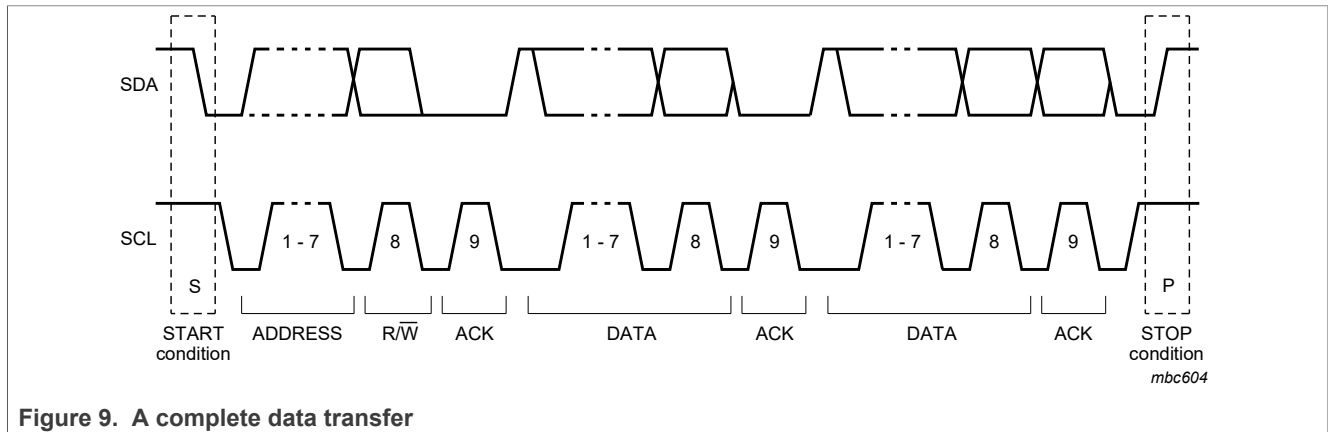 SDA
SCL
1 - 7 8 9 1 - 7 8 9 1 - 7 8 9
S P
START condition ADDRESS R/W̅ ACK DATA ACK DATA ACK STOP condition
mbc604
Figure 9. A complete data transfer